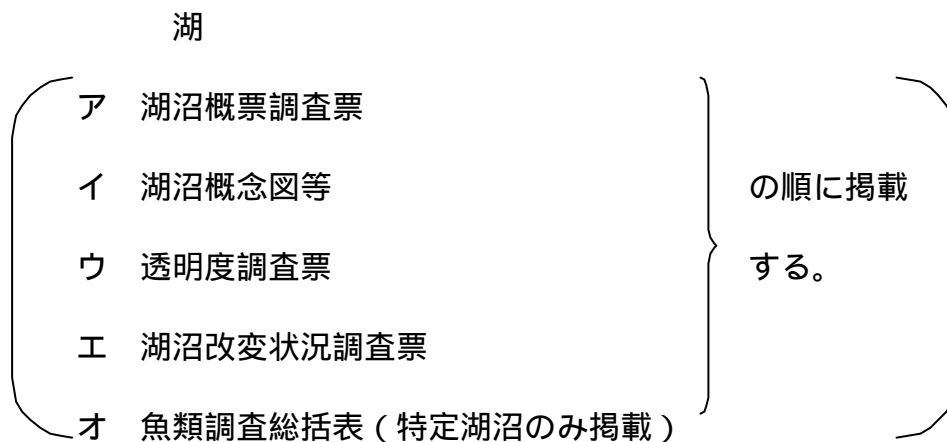 湖
ア 湖沼概票調査票
イ 湖沼概念図等 の順に掲載
ウ 透明度調査票 する。
エ 湖沼改変状況調査票
オ 魚類調査総括表(特定湖沼のみ掲載)